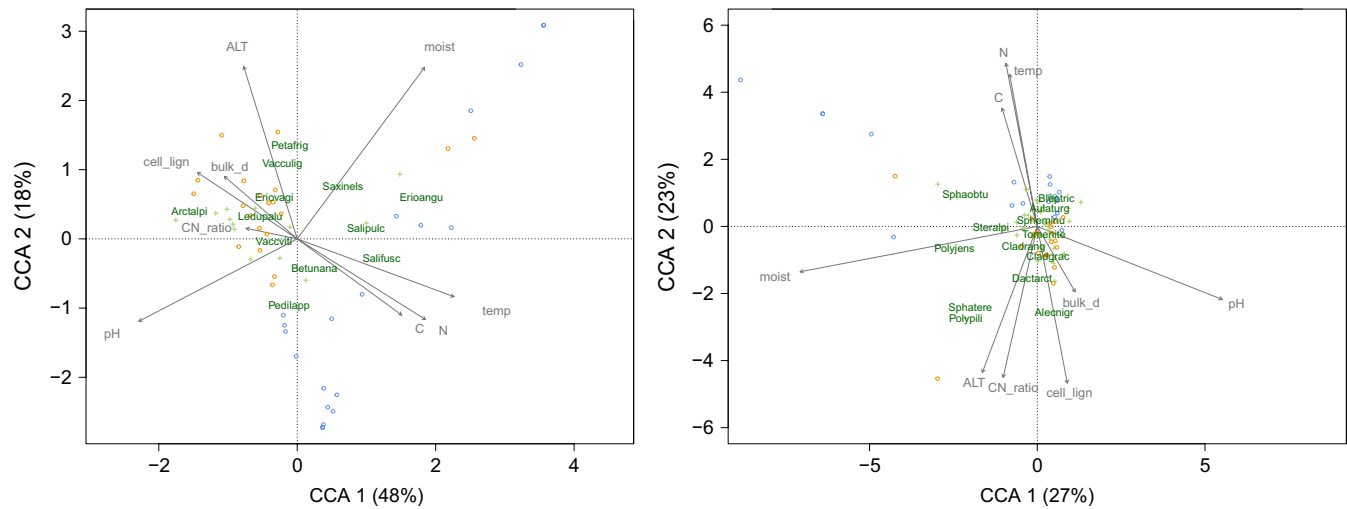 3
2
1
0
−1
−2
−2
0
2
4
CCA 2 (18%)
CCA 1 (48%)
ALT
moist
cell_lign
bulk_d
CN_ratio
pH
temp
C
N
Petafrig
Vacculig
Saxinels
Erioangu
Eriovagi
Arctalpi
Ledupalu
Salipulc
Vacciviti
Salifusc
Betunana
Pedilapp
6
4
2
0
−2
−4
−6
−5
0
5
CCA 2 (23%)
CCA 1 (27%)
N
temp
C
moist
pH
bulk_d
ALT
CN_ratio
cell_lign
Sphaobtu
Aulaturg
Spheminu
Steralpi
Tomenite
Polyjens
Cladrang
Cladgrac
Dactarct
Sphatere
Polypili
Alecnigr